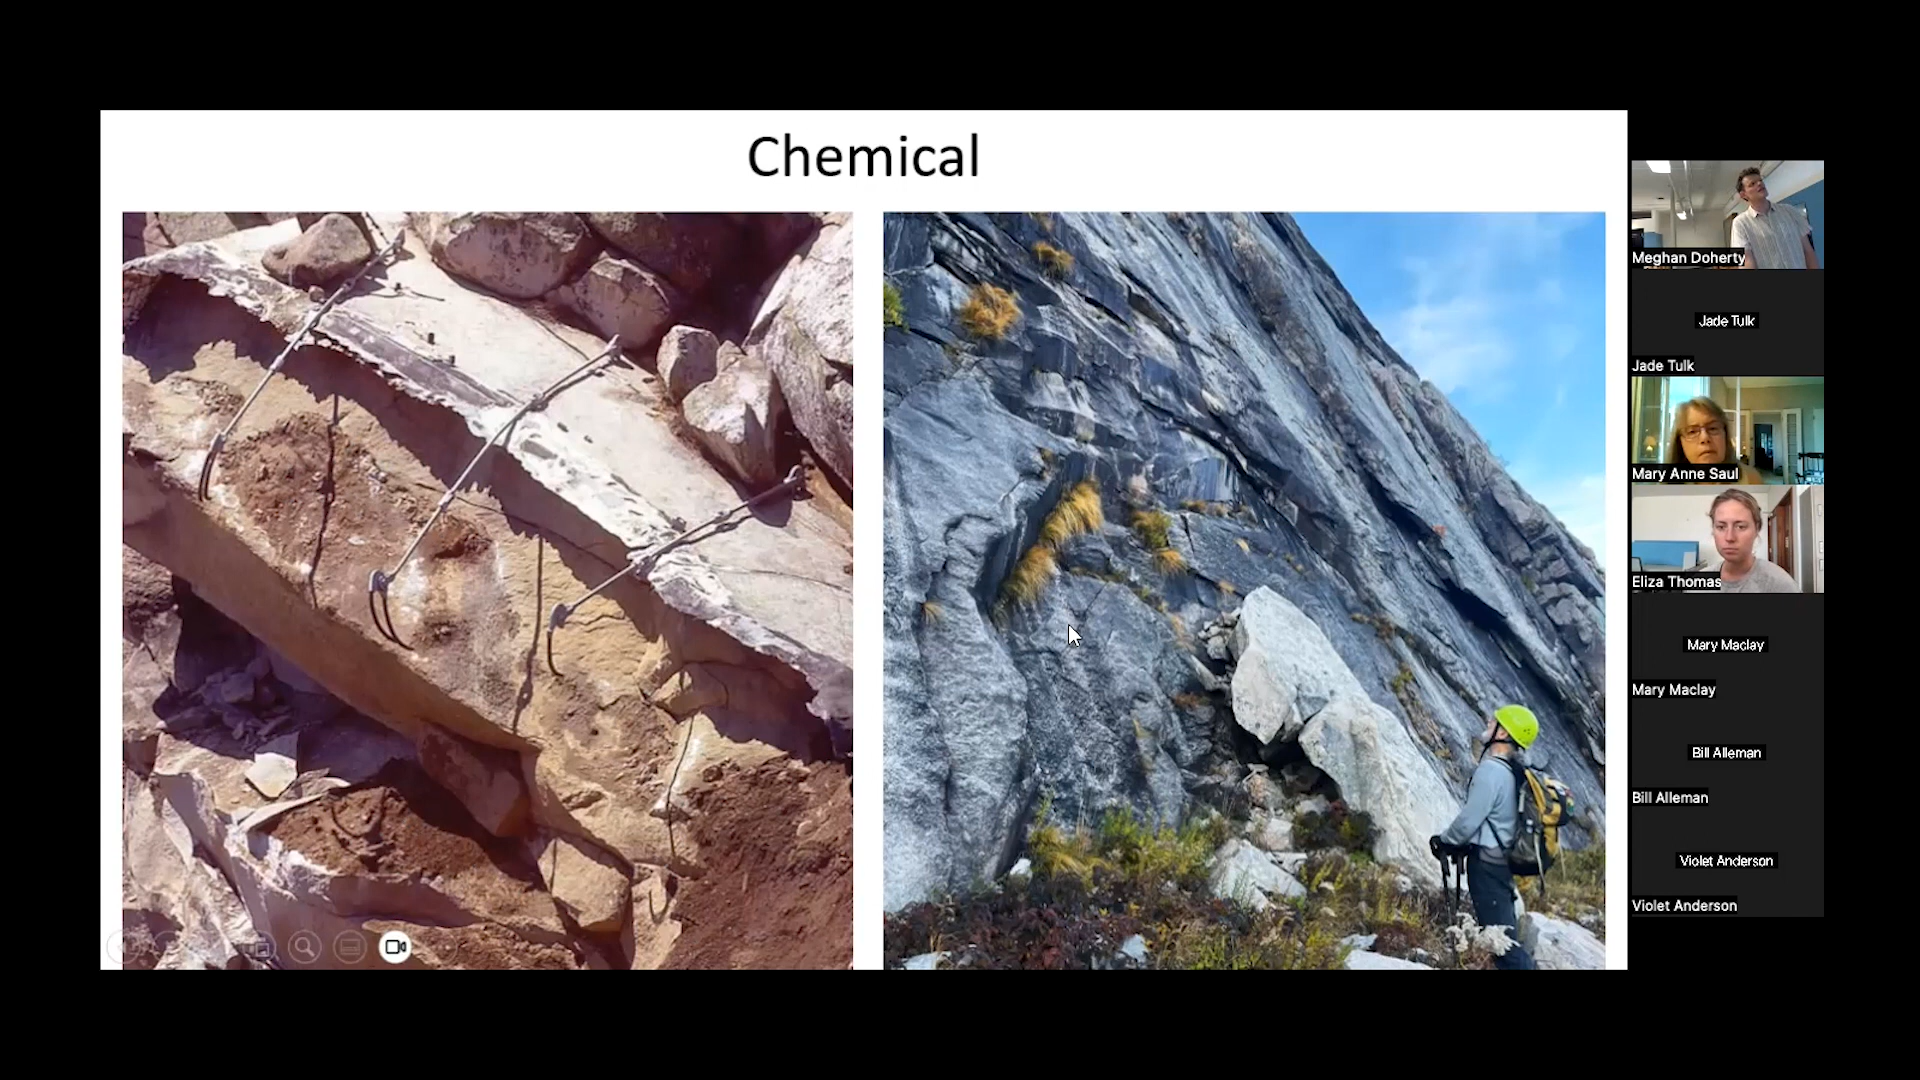 Chemical
Meghan Doherty
Jade Tulk
Jade Tulk
Mary Anne Saul
Eliza Thomas
Mary Maclay
Mary Maclay
Bill Alleman
Bill Alleman
Violet Anderson
Violet Anderson